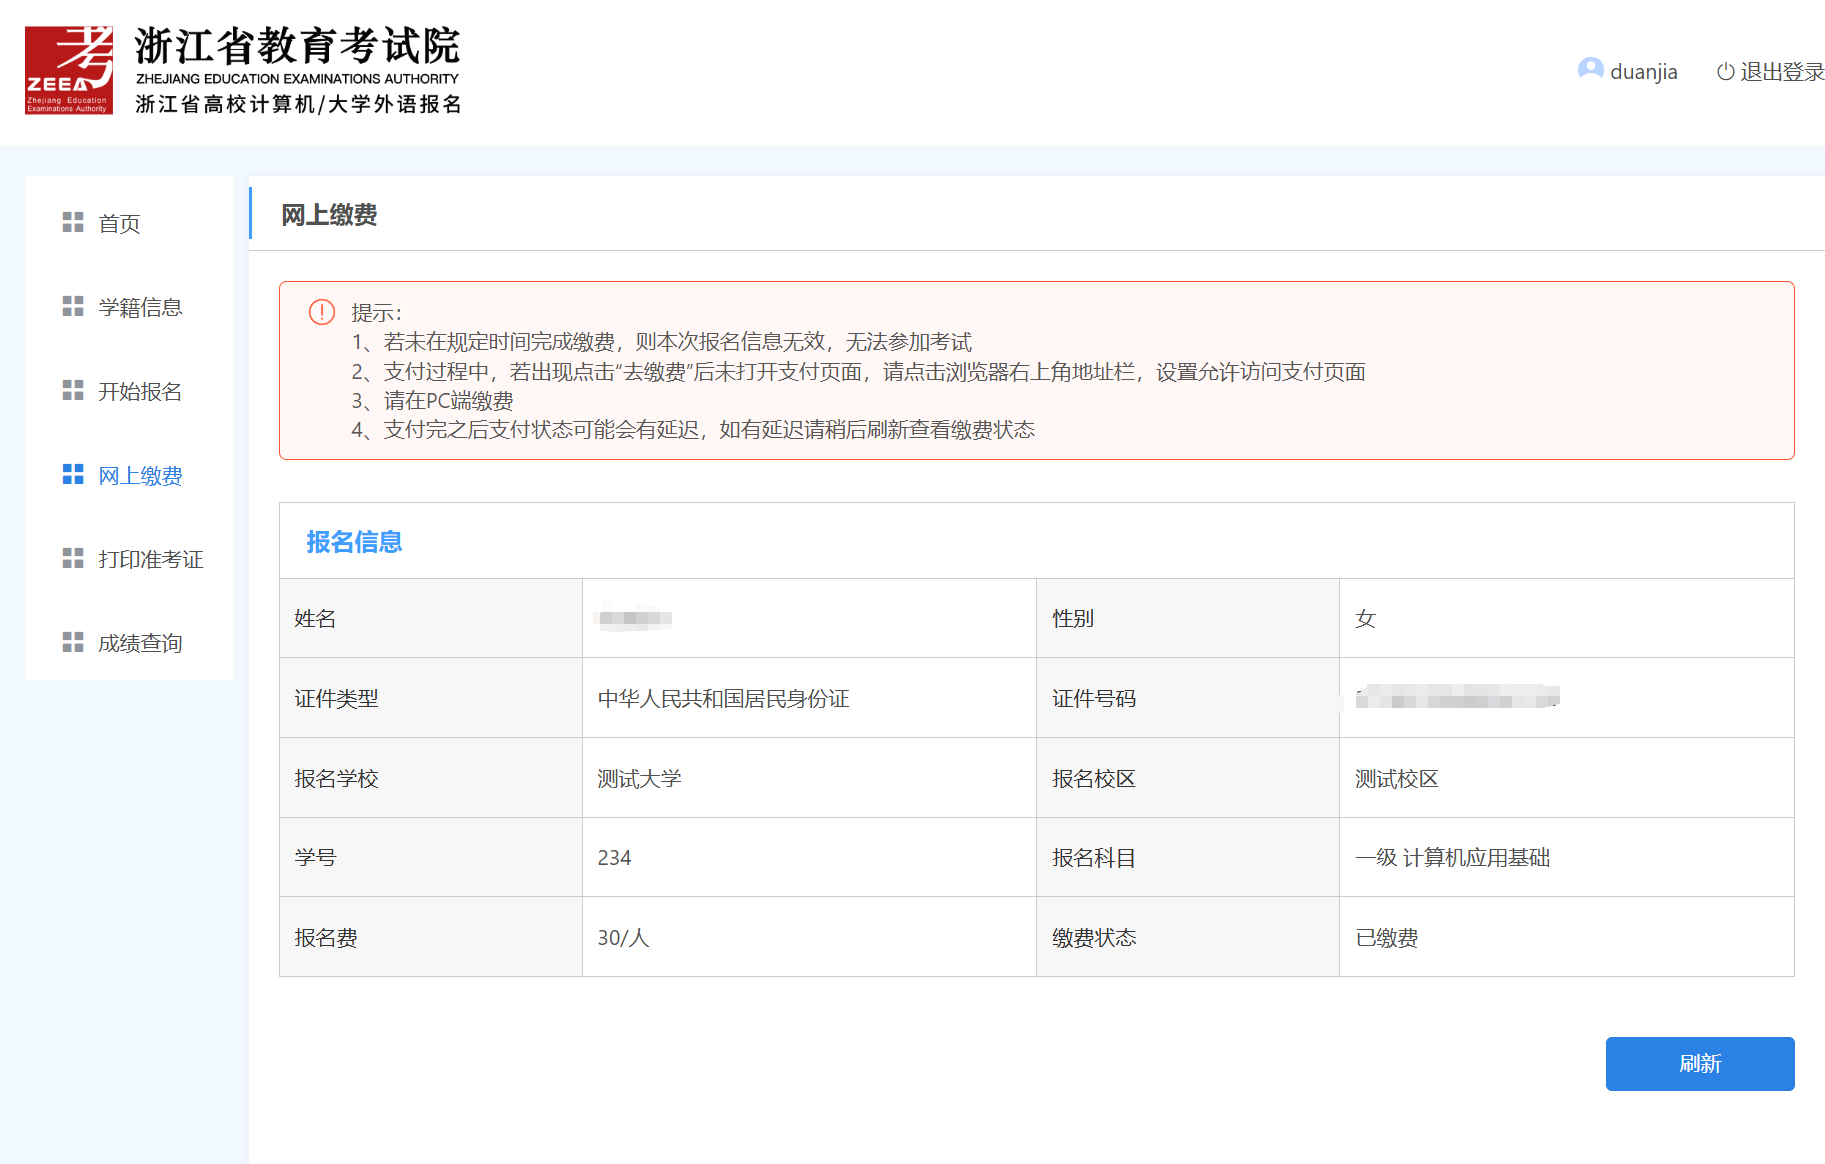 考
ZEEA
Zhejiang Education
Examinations Authority
浙江省教育考试院
ZHEJIANG EDUCATION EXAMINATIONS AUTHORITY
浙江省高校计算机/大学外语报名
duanjia
退出登录
首页
学籍信息
开始报名
网上缴费
打印准考证
成绩查询
网上缴费
提示：
1、若未在规定时间完成缴费，则本次报名信息无效，无法参加考试
2、支付过程中，若出现点击“去缴费”后未打开支付页面，请点击浏览器右上角地址栏，设置允许访问支付页面
3、请在PC端缴费
4、支付完之后支付状态可能会有延迟，如有延迟请稍后刷新查看缴费状态
报名信息
姓名 性别 女
证件类型 中华人民共和国居民身份证 证件号码
报名学校 测试大学 报名校区 测试校区
学号 234 报名科目 一级 计算机应用基础
报名费 30/人 缴费状态 已缴费
刷新